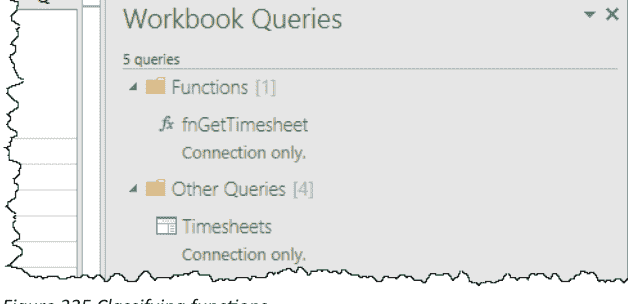 Workbook Queries
5 queries
Functions [1]
fx fnGetTimesheet
Connection only.
Other Queries [4]
Timesheets
Connection only.